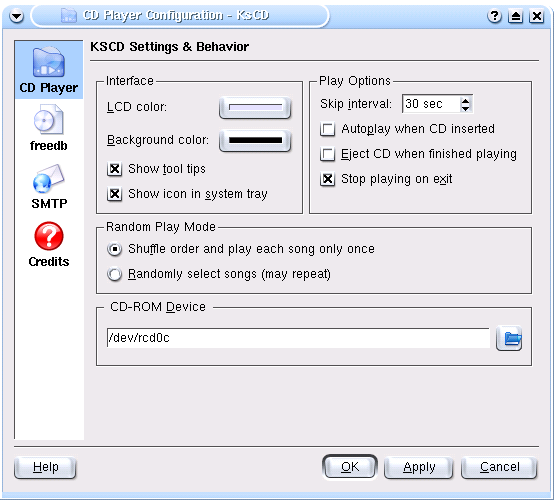 CD Player Configuration - KsCD
CD Player
freedb
SMTP
Credits
KSCD Settings & Behavior
Interface
LCD color:
Background color:
Show tool tips
Show icon in system tray
Play Options
Skip interval: 30 sec
Autoplay when CD inserted
Eject CD when finished playing
Stop playing on exit
Random Play Mode
Shuffle order and play each song only once
Randomly select songs (may repeat)
CD-ROM Device
/dev/rcd0c
Help OK Apply Cancel